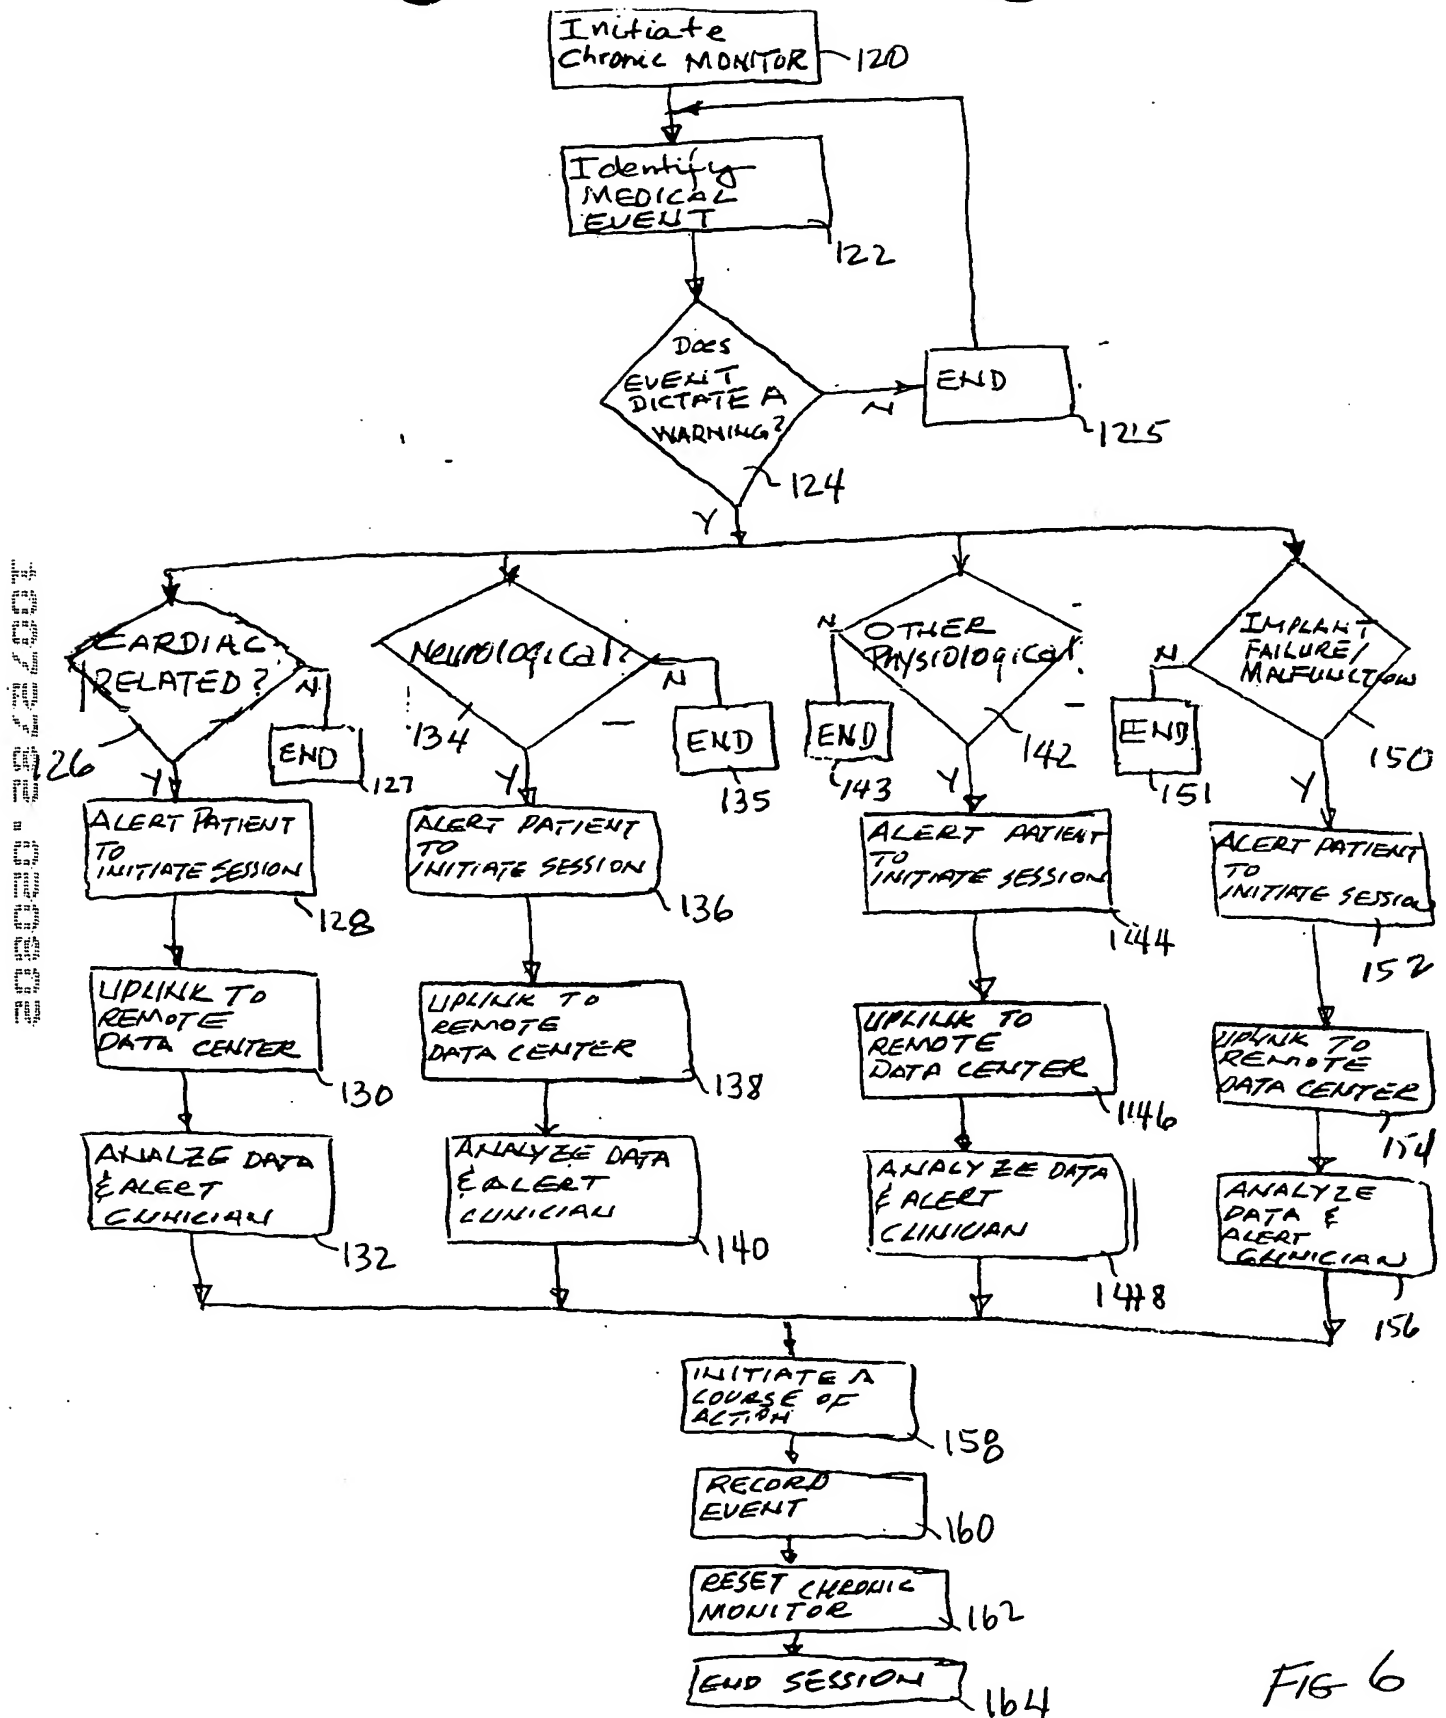 Initiate
Chronic MONITOR
120
Identify
MEDICAL
EVENT
122
DOES
EVENT
DICTATE A
WARNING?
124
N
END
125
Y
CARDIAC
RELATED?
126
N
END
127
Y
Neurological?
134
N
END
135
Y
OTHER
Physiological?
142
N
END
143
Y
IMPLANT
FAILURE/
MALFUNCTION
150
N
END
151
Y
ALERT PATIENT
TO
INITIATE SESSION
128
ALERT PATIENT
TO
INITIATE SESSION
136
ALERT PATIENT
TO
INITIATE SESSION
144
ALERT PATIENT
TO
INITIATE SESSION
152
UPLINK TO
REMOTE
DATA CENTER
130
UPLINK TO
REMOTE
DATA CENTER
138
UPLINK TO
REMOTE
DATA CENTER
146
UPLINK TO
REMOTE
DATA CENTER
154
ANALZE DATA
& ALERT
CLINICIAN
132
ANALYZE DATA
& ALERT
CLINICIAN
140
ANALYZE DATA
& ALERT
CLINICIAN
148
ANALYZE
DATA &
ALERT
CLINICIAN
156
INITIATE A
COURSE OF
ACTION
158
RECORD
EVENT
160
RESET CHRONIC
MONITOR
162
END SESSION
164
FIG 6